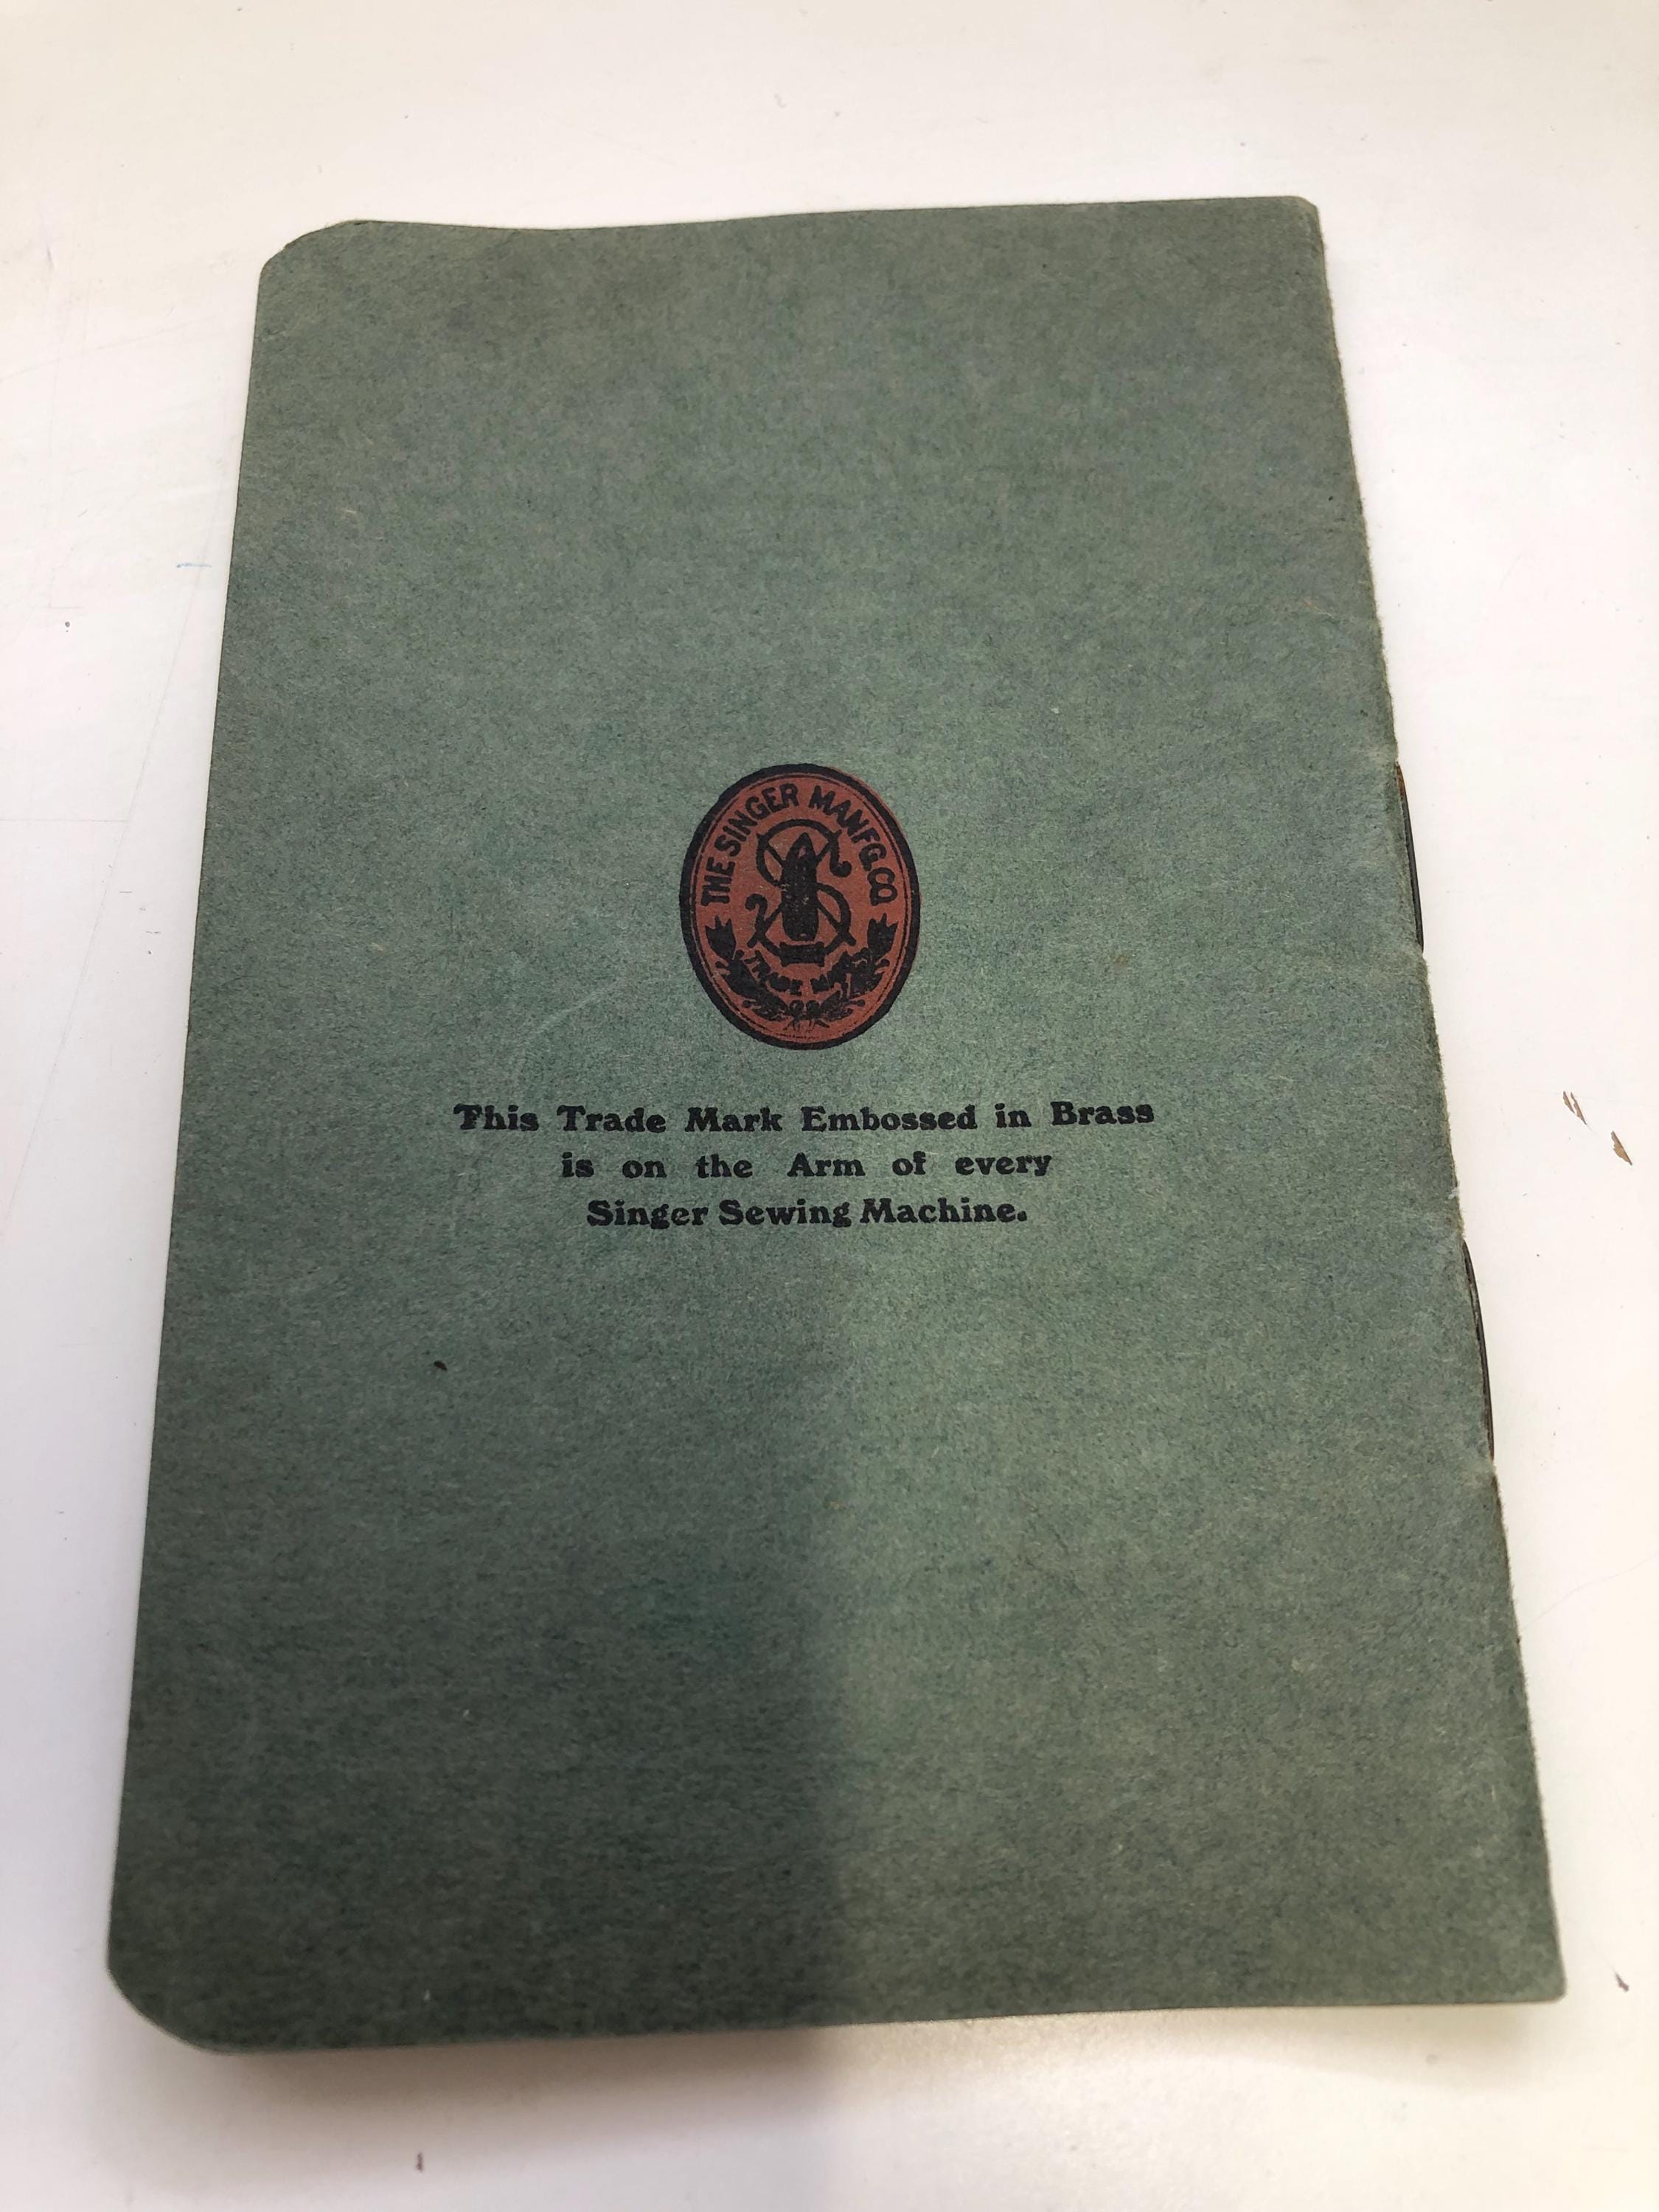 THE SINGER MANFG. CO
TRADE MARK
This Trade Mark Embossed in Brass
is on the Arm of every
Singer Sewing Machine.